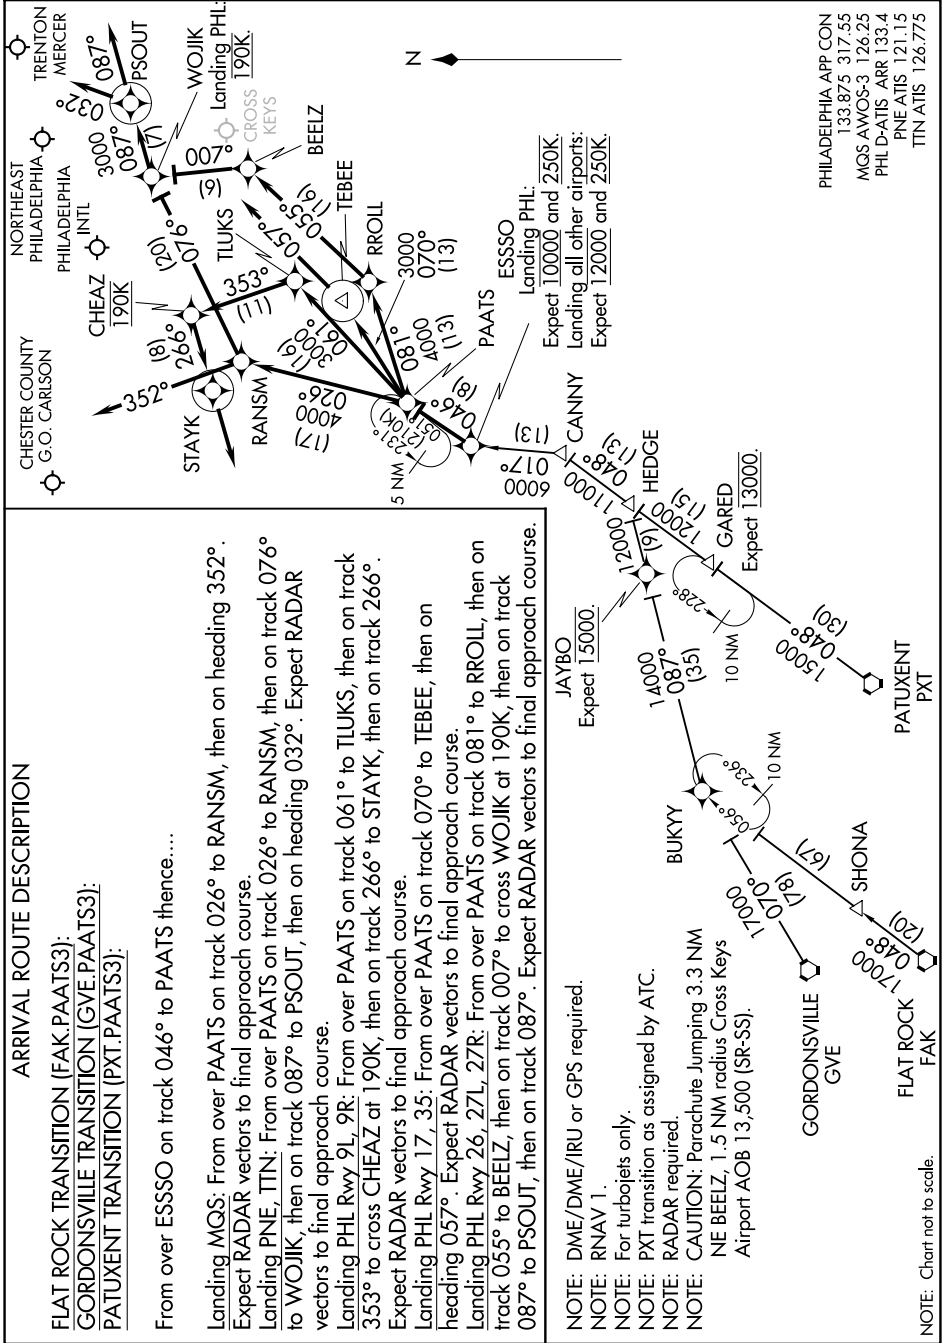 ARRIVAL ROUTE DESCRIPTION
FLAT ROCK TRANSITION (FAK.PAATS3):
GORDONSVILLE TRANSITION (GVE.PAATS3):
PATUXENT TRANSITION (PXT.PAATS3):
From over ESSSO on track 046° to PAATS thence....
Landing MQS: From over PAATS on track 026° to RANSM, then on heading 352°.
Expect RADAR vectors to final approach course.
Landing PNE, TTN: From over PAATS on track 026° to RANSM, then on track 076°
to WOJIK, then on track 087° to PSOUT, then on heading 032°. Expect RADAR
vectors to final approach course.
Landing PHL Rwy 9L, 9R: From over PAATS on track 061° to TLUKS, then on track
353° to cross CHEAZ at 190K, then on track 266° to STAYK, then on track 266°.
Expect RADAR vectors to final approach course.
Landing PHL Rwy 17, 35: From over PAATS on track 070° to TEBEE, then on
heading 057°. Expect RADAR vectors to final approach course.
Landing PHL Rwy 26, 27L, 27R: From over PAATS on track 081° to RROLL, then on
track 055° to BEELZ, then on track 007° to cross WOJIK at 190K, then on track
087° to PSOUT, then on track 087°. Expect RADAR vectors to final approach course.
NOTE: DME/DME/IRU or GPS required.
NOTE: RNAV 1.
NOTE: For turbojets only.
NOTE: PXT transition as assigned by ATC.
NOTE: RADAR required.
NOTE: CAUTION: Parachute Jumping 3.3 NM
NE BEELZ, 1.5 NM radius Cross Keys
Airport AOB 13,500 (SR-SS).
NOTE: Chart not to scale.
CHESTER COUNTY
G.O. CARLSON
NORTHEAST
PHILADELPHIA
PHILADELPHIA
INTL
TRENTON
MERCER
CROSS
KEYS
N
PSOUT
087°
032°
3000
087°
(7)
WOJIK
Landing PHL:
190K.
007°
(9)
BEELZ
055°
(16)
057°
TEBEE
TLUKS
RROLL
(20)
076°
CHEAZ
190K
353°
(11)
(8)
266°
STAYK
352°
RANSM
(17)
4000
026°
(16)
3000
061°
3000
070°
(13)
081°
4000
(13)
PAATS
051°
(210K)
231°
5 NM
046°
(8)
ESSSO
Landing PHL:
Expect 10000 and 250K.
Landing all other airports:
Expect 12000 and 250K.
6000
017°
(13)
CANNY
11000
048°
(13)
HEDGE
12000
(9)
12000
(15)
GARED
Expect 13000.
228°
10 NM
JAYBO
Expect 15000.
14000
087°
(35)
15000
048°
(30)
PATUXENT
PXT
BUKYY
056°
236°
10 NM
17000
070°
(78)
GORDONSVILLE
GVE
(67)
SHONA
17000
048°
(20)
FLAT ROCK
FAK
PHILADELPHIA APP CON
133.875 317.55
MQS AWOS-3 126.25
PHL D-ATIS ARR 133.4
PNE ATIS 121.15
TTN ATIS 126.775